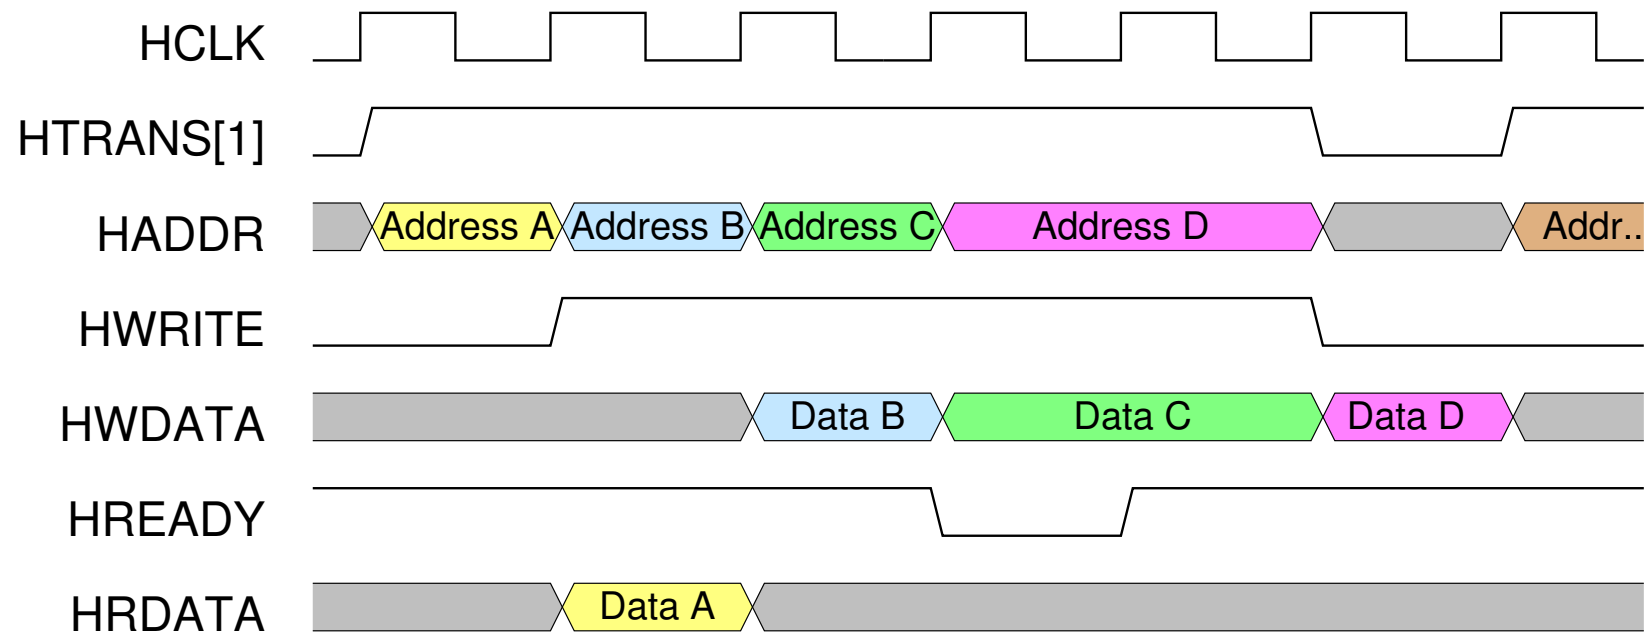 HCLK
HTRANS[1]
HADDR Address A Address B Address C Address D Addr..
HWRITE
HWDATA Data B Data C Data D
HREADY
HRDATA Data A